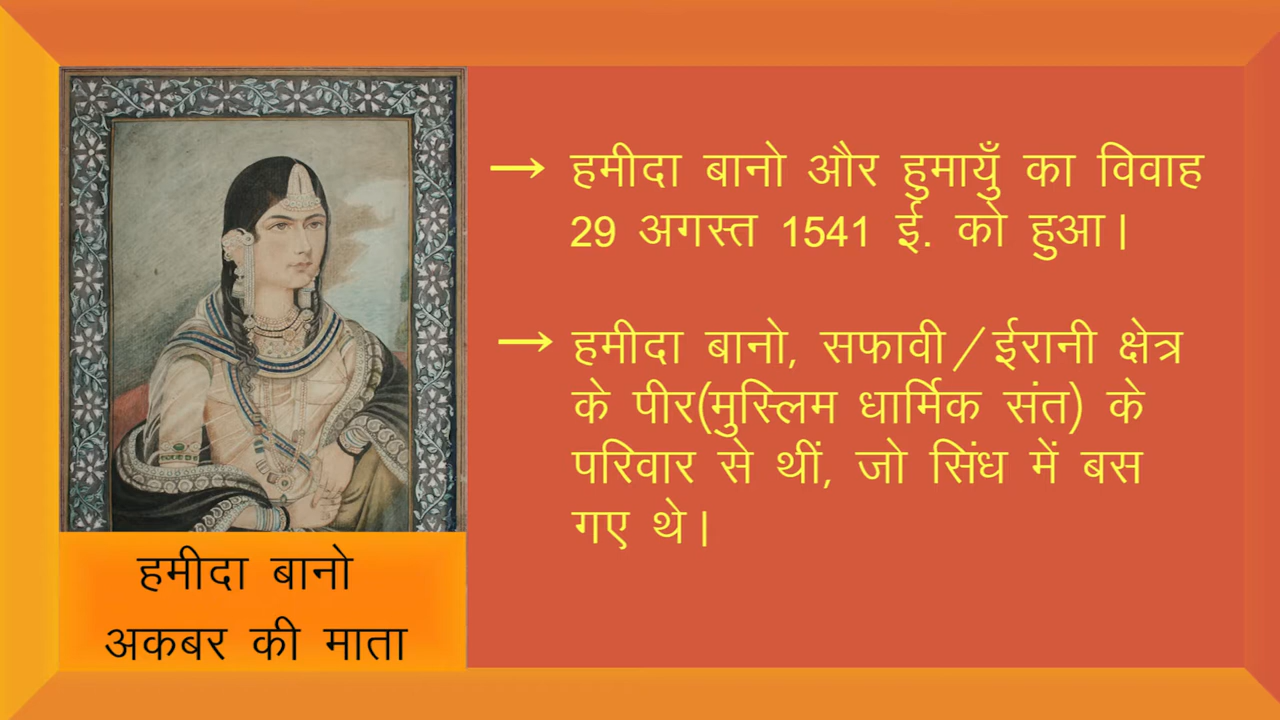 → हमीदा बानो और हुमायुँ का विवाह
29 अगस्त 1541 ई. को हुआ।
→ हमीदा बानो, सफावी/ईरानी क्षेत्र
के पीर(मुस्लिम धार्मिक संत) के
परिवार से थीं, जो सिंध में बस
गए थे।
हमीदा बानो
अकबर की माता